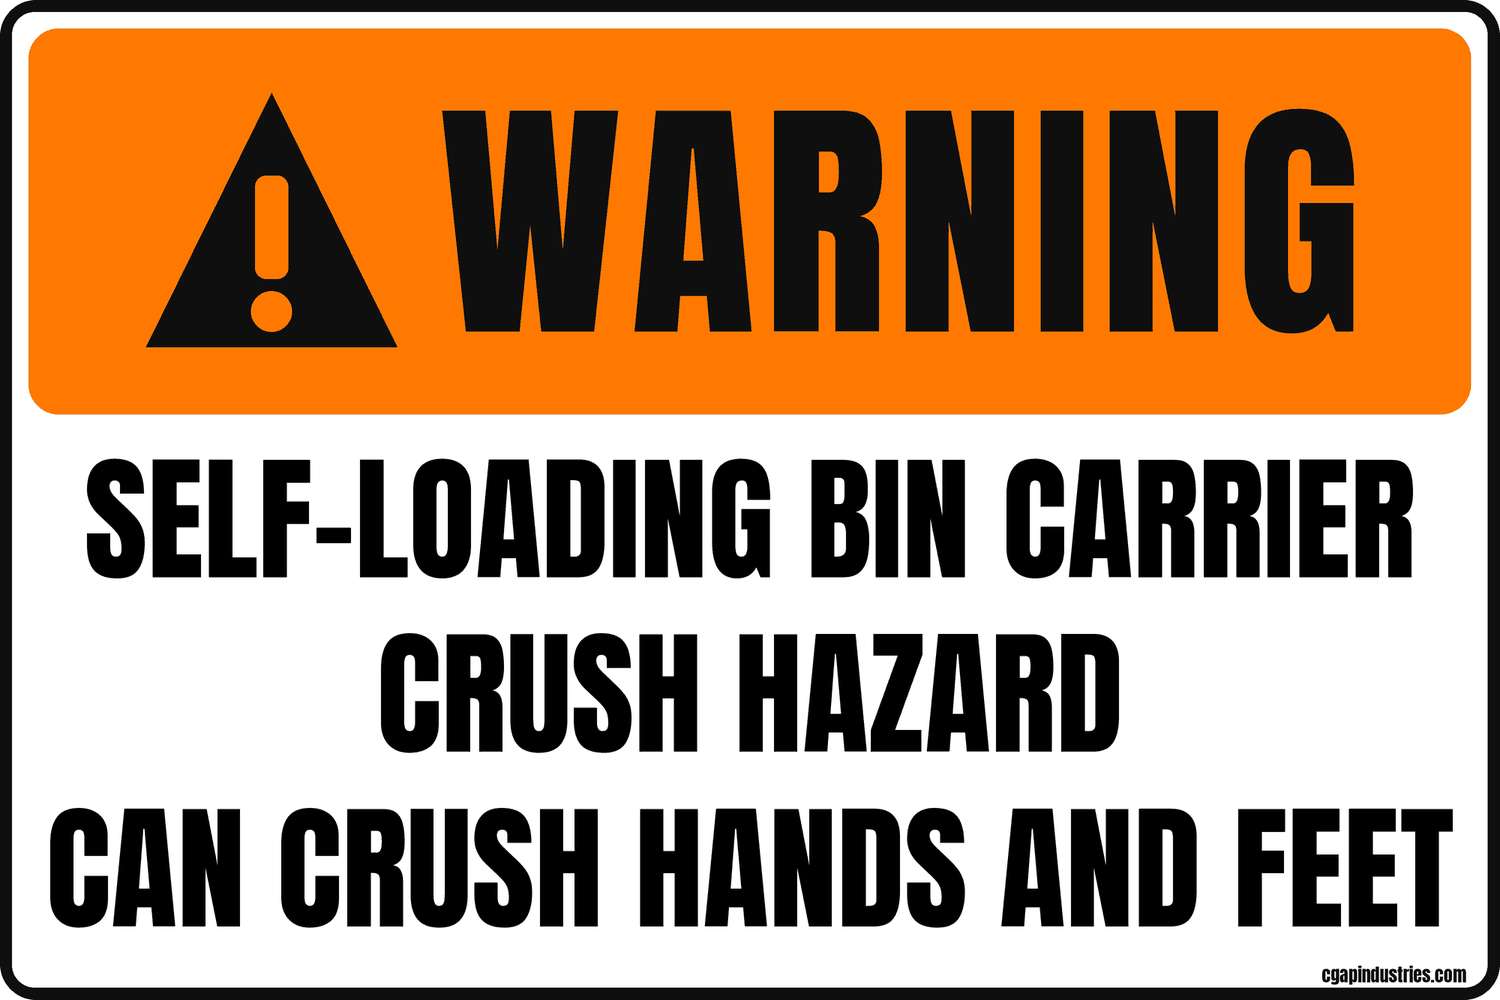 WARNING
SELF-LOADING BIN CARRIER
CRUSH HAZARD
CAN CRUSH HANDS AND FEET
cgapindustries.com